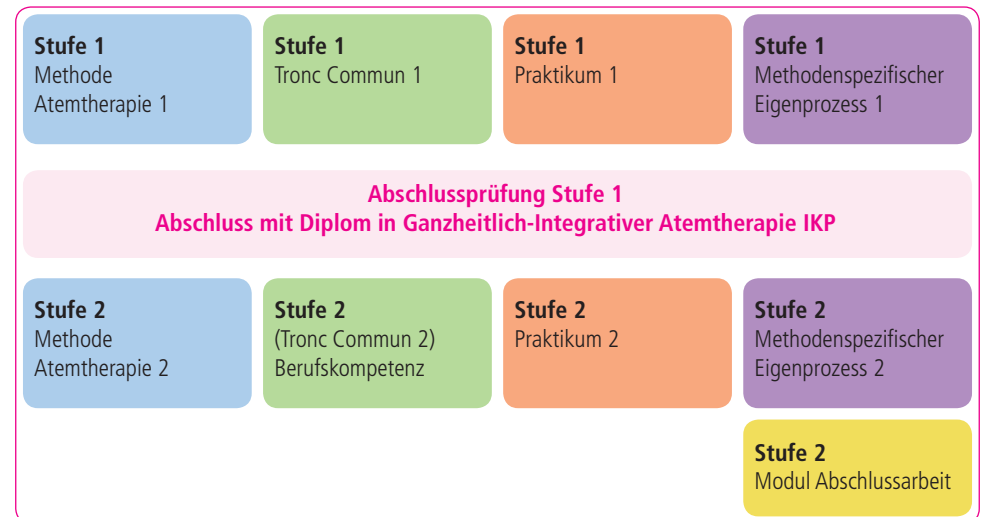 Stufe 1
Methode
Atemtherapie 1
Stufe 1
Tronc Commun 1
Stufe 1
Praktikum 1
Stufe 1
Methodenspezifischer
Eigenprozess 1
Abschlussprüfung Stufe 1
Abschluss mit Diplom in Ganzheitlich-Integrativer Atemtherapie IKP
Stufe 2
Methode
Atemtherapie 2
Stufe 2
(Tronc Commun 2)
Berufskompetenz
Stufe 2
Praktikum 2
Stufe 2
Methodenspezifischer
Eigenprozess 2
Stufe 2
Modul Abschlussarbeit